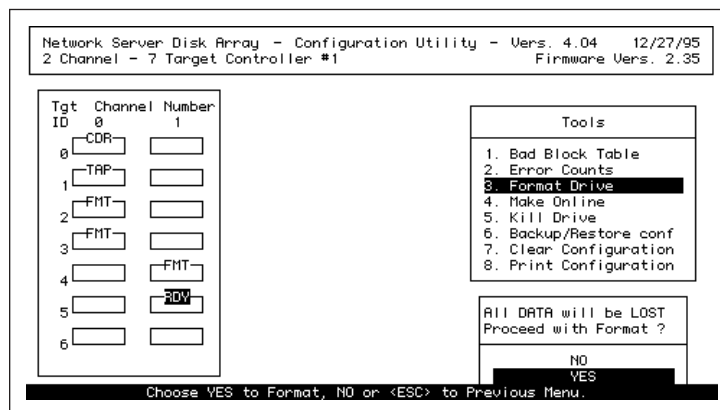 Network Server Disk Array - Configuration Utility - Vers. 4.04 12/27/95
2 Channel - 7 Target Controller #1 Firmware Vers. 2.35
Tgt Channel Number
ID 0 1
CDR
0
TAP
1
FMT
2
FMT
3
FMT
4
RDY
5
6
Tools
1. Bad Block Table
2. Error Counts
3. Format Drive
4. Make Online
5. Kill Drive
6. Backup/Restore conf
7. Clear Configuration
8. Print Configuration
All DATA will be LOST
Proceed with Format ?
NO
YES
Choose YES to Format, NO or <ESC> to Previous Menu.